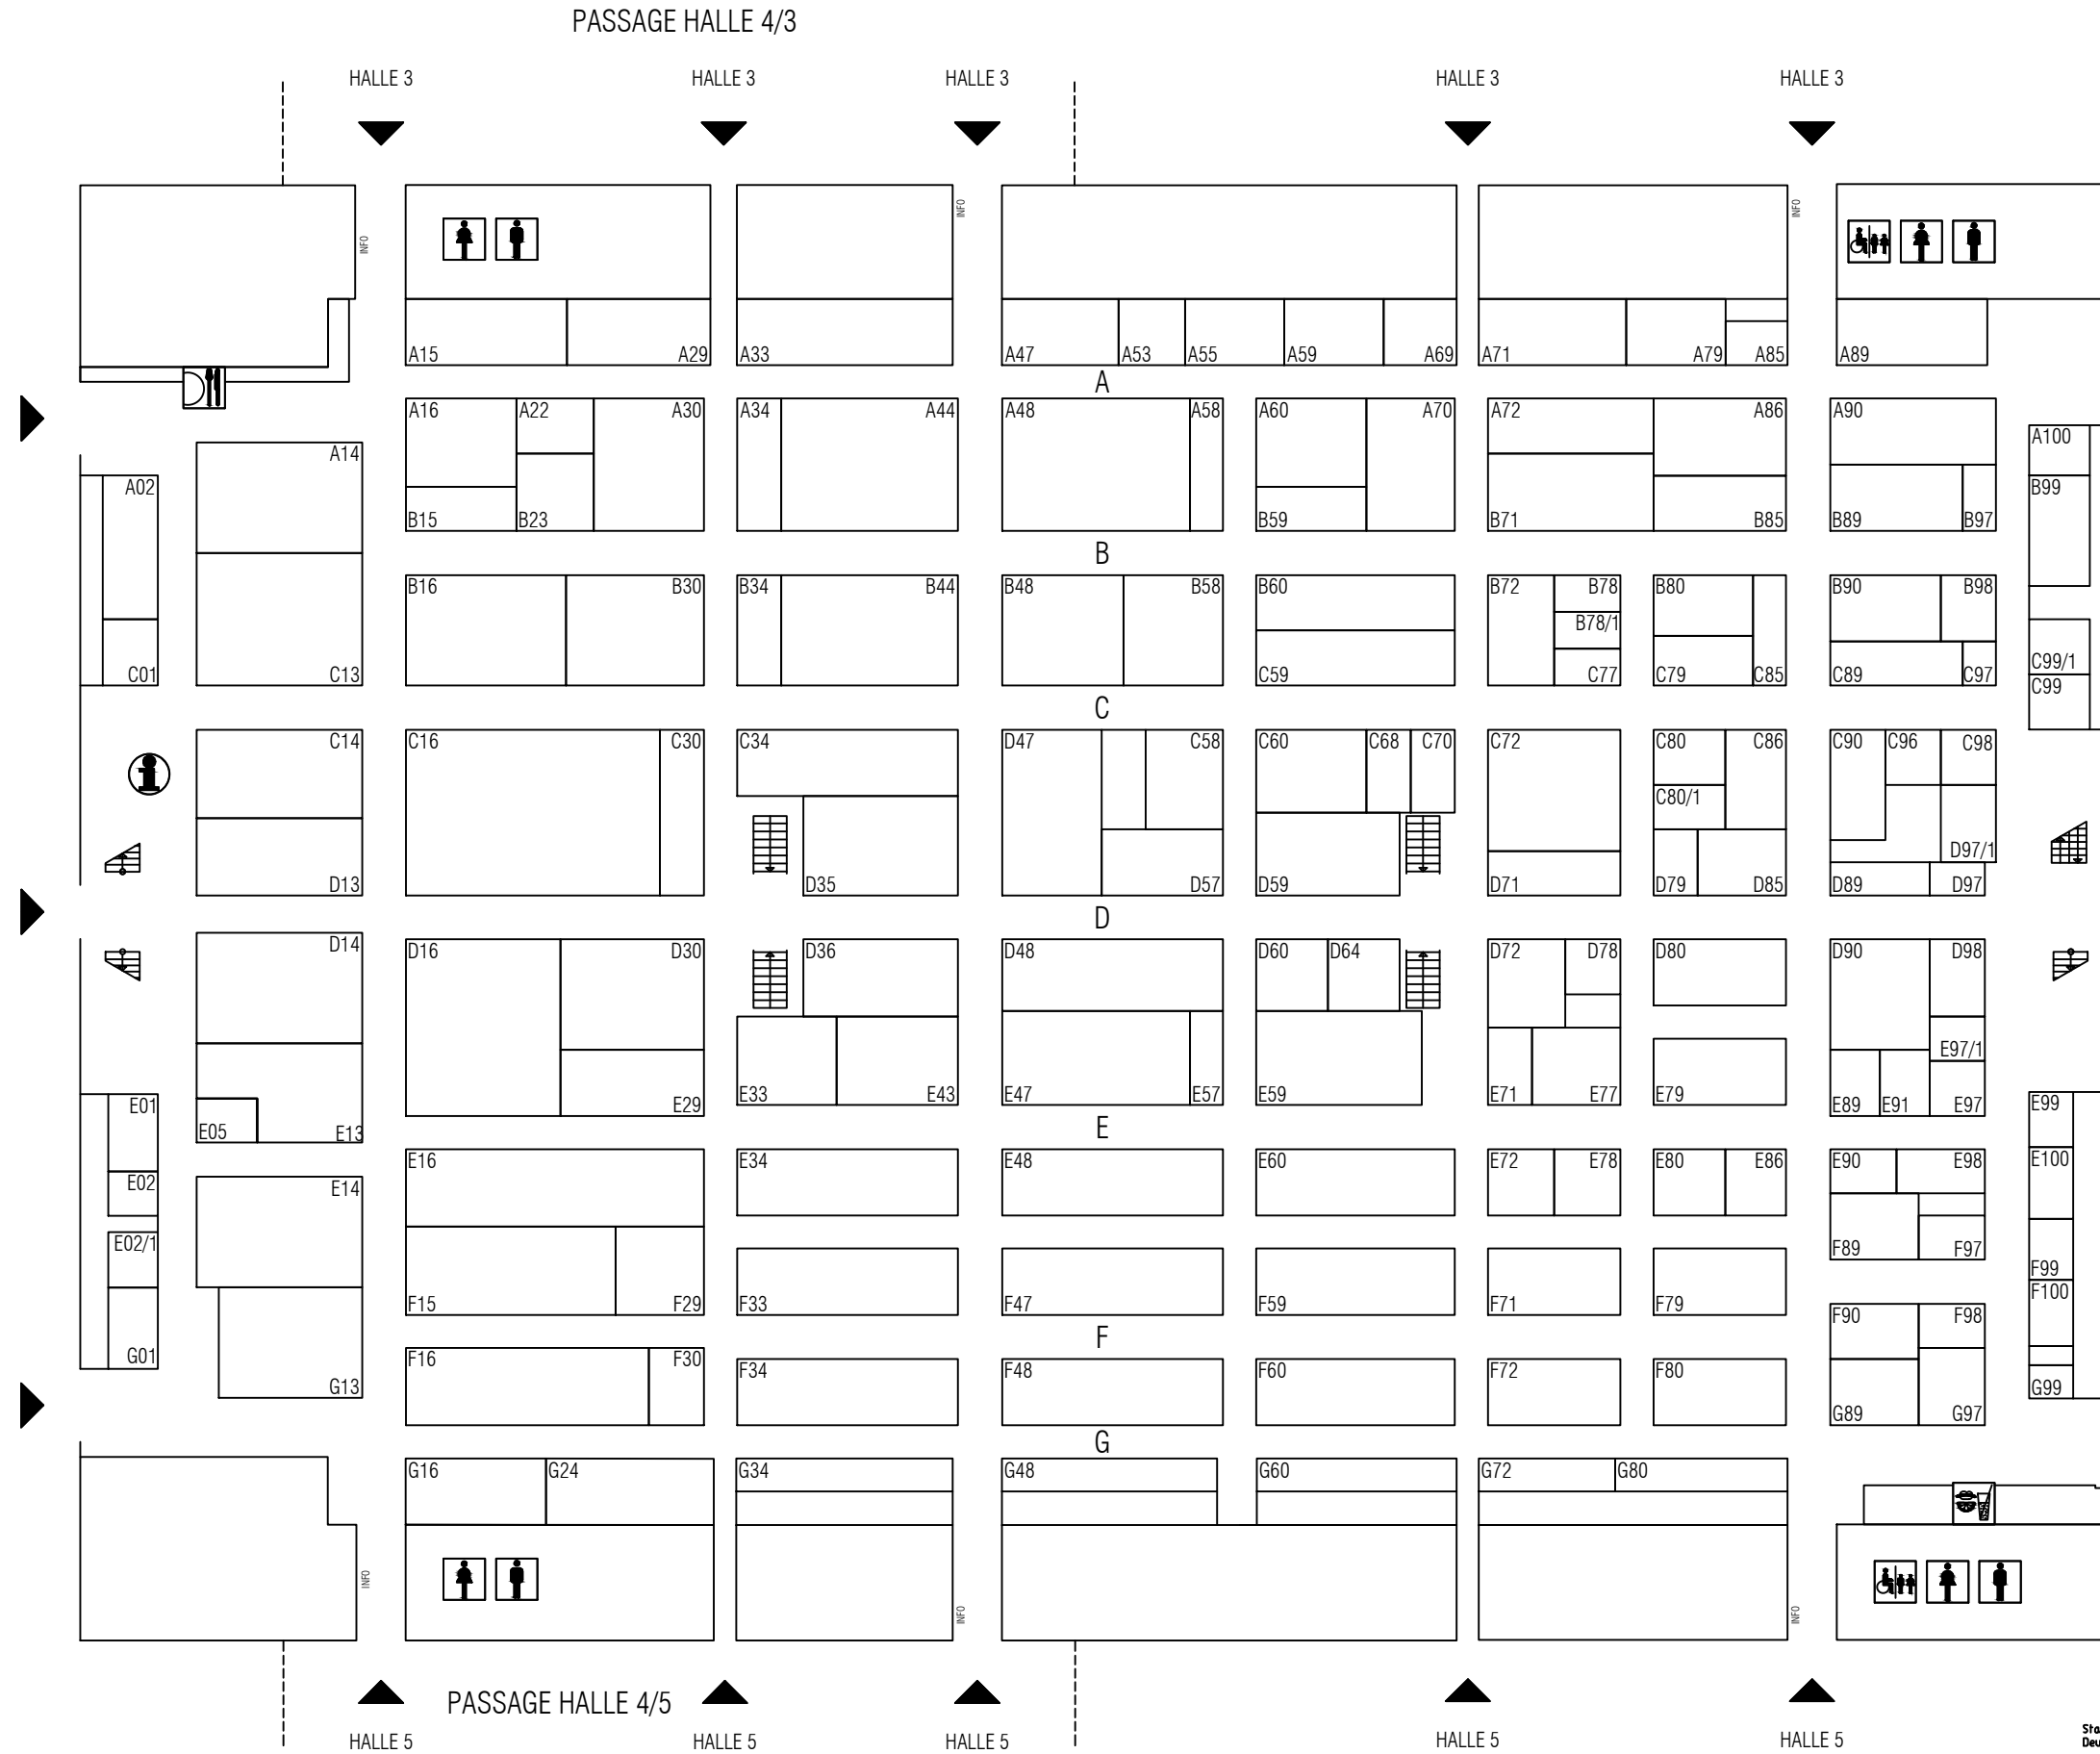 PASSAGE HALLE 4/3
HALLE 3 HALLE 3 HALLE 3 HALLE 3 HALLE 3
INFO INFO INFO
A15 A29 A33 A47 A53 A55 A59 A69 A71 A79 A85 A89
A
A16 A22 A30 A34 A44 A48 A58 A60 A70 A72 A86 A90
A100
A14
A02 B99
B15 B23 B59 B71 B85 B89 B97
B
B16 B30 B34 B44 B48 B58 B60 B72 B78 B80 B90 B98
B78/1
C99/1
C01 C13 C59 C77 C79 C85 C89 C97
C99
C
C14 C16 C30 C34 D47 C58 C60 C68 C70 C72 C80 C86 C90 C96 C98
C80/1
D97/1
D13 D35 D57 D59 D71 D79 D85 D89 D97
D
D14 D16 D30 D36 D48 D60 D64 D72 D78 D80 D90 D98
E97/1
E33 E43 E47 E57 E59 E71 E77 E79
E01 E29 E89 E91 E97 E99
E05 E13
E
E16 E34 E48 E60 E72 E78 E80 E86 E90 E98 E100
E02 E14
E02/1 F89 F97
F99
F15 F29 F33 F47 F59 F71 F79 F100
F90 F98
F
G01 F16 F30 F34 F48 F60 F72 F80
G13 G99
G89 G97
G
G16 G24 G34 G48 G60 G72 G80
INFO INFO INFO
PASSAGE HALLE 4/5
HALLE 5 HALLE 5 HALLE 5 HALLE 5 HALLE 5